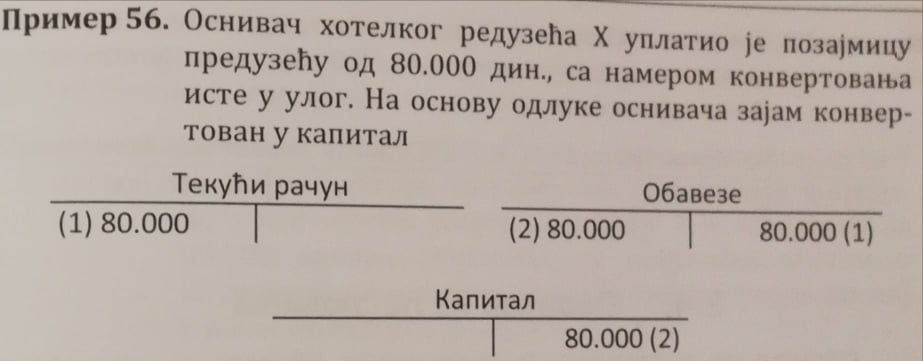 Пример 56. Оснивач хотелког редузећа X уплатио је позајмицу
предузећу од 80.000 дин., са намером конвертовања
исте у улог. На основу одлуке оснивача зајам конвер-
тован у капитал
Текући рачун
(1) 80.000
Обавезе
(2) 80.000 80.000 (1)
Капитал
80.000 (2)